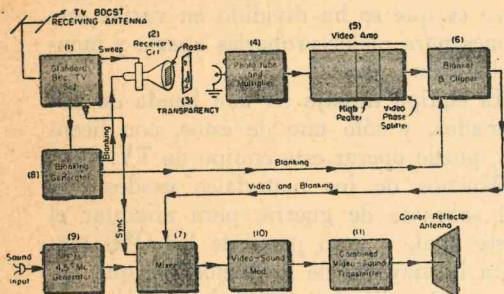 TV BDCST
RECEIVING ANTENNA
(1)
Standard
Bdc. TV
Set
Sweep
(2)
Receiver's
CRT
Raster
(3)
TRANSPARENCY
(4)
Photo tube
and
Multiplier
(5)
Video Amp
High
Peaker
Video
Phase
Splitter
(6)
Blanker
& Clipper
Blanking
(8)
Blanking
Generator
Blanking
Video and Blanking
Sync
(9)
Sound
Input
4.5-MC
Generator
(7)
Mixer
(10)
Video-Sound
Mod.
(11)
Combined
Video-Sound
Transmitter
Corner Reflector
Antenna